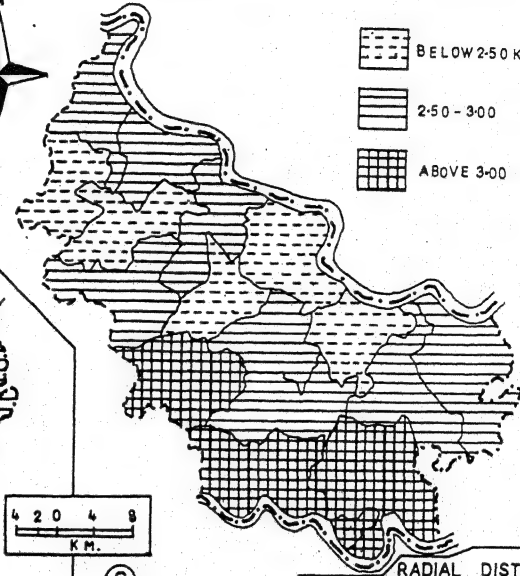 BELOW 2·50 K
2·50 - 3·00
ABOVE 3·00
4 2 0 4 8
KM.
RADIAL DIST